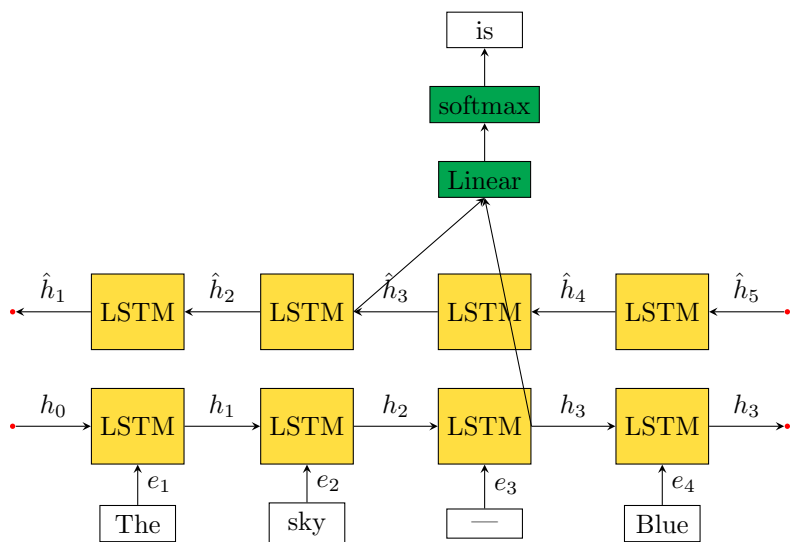 is
softmax
Linear
ĥ₁ LSTM ĥ₂ LSTM ĥ₃ LSTM ĥ₄ LSTM ĥ₅
h₀ LSTM h₁ LSTM h₂ LSTM h₃ LSTM h₃
e₁ e₂ e₃ e₄
The sky — Blue